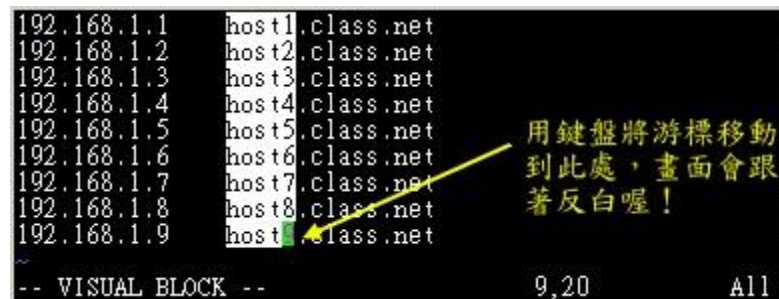 192.168.1.1 host1.class.net
192.168.1.2 host2.class.net
192.168.1.3 host3.class.net
192.168.1.4 host4.class.net
192.168.1.5 host5.class.net
192.168.1.6 host6.class.net
192.168.1.7 host7.class.net
192.168.1.8 host8.class.net
192.168.1.9 host9.class.net
用鍵盤將游標移動
到此處，畫面會跟
著反白喔！
~
-- VISUAL BLOCK -- 9,20 All